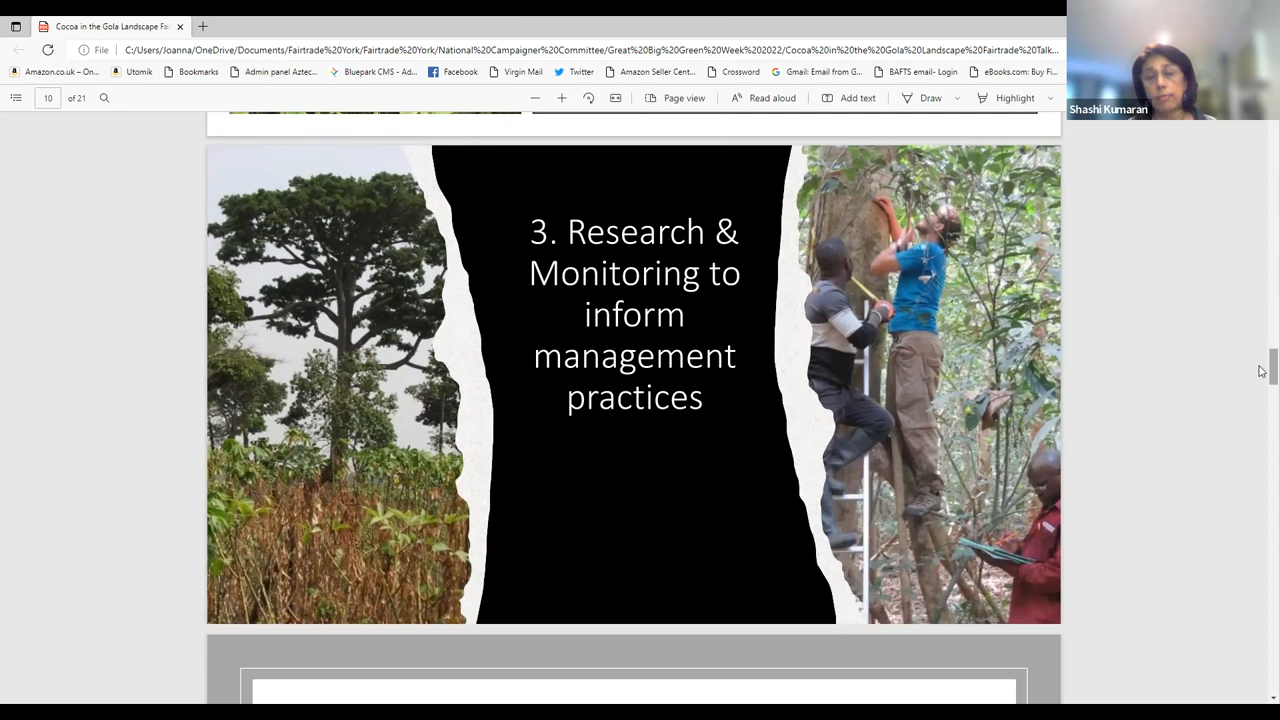 Cocoa in the Gola Landscape Fa
File
C:/Users/Joanna/OneDrive/Documents/Fairtrade%20York/Fairtrade%20York/National%20Campaigner%20Committee/Great%20Big%20Green%20Week%202022/Cocoa%20in%20the%20Gola%20Landscape%20Fairtrade%20Talk...
Amazon.co.uk – On...
Utomik
Bookmarks
Admin panel Aztec...
Bluepark CMS - Ad...
Facebook
Virgin Mail
Twitter
Amazon Seller Cent...
Crossword
Gmail: Email from G...
BAFTS email- Login
eBooks.com: Buy Fi...
10 of 21
Page view
Read aloud
Add text
Draw
Highlight
Shashi Kumaran
3. Research &
Monitoring to
inform
management
practices